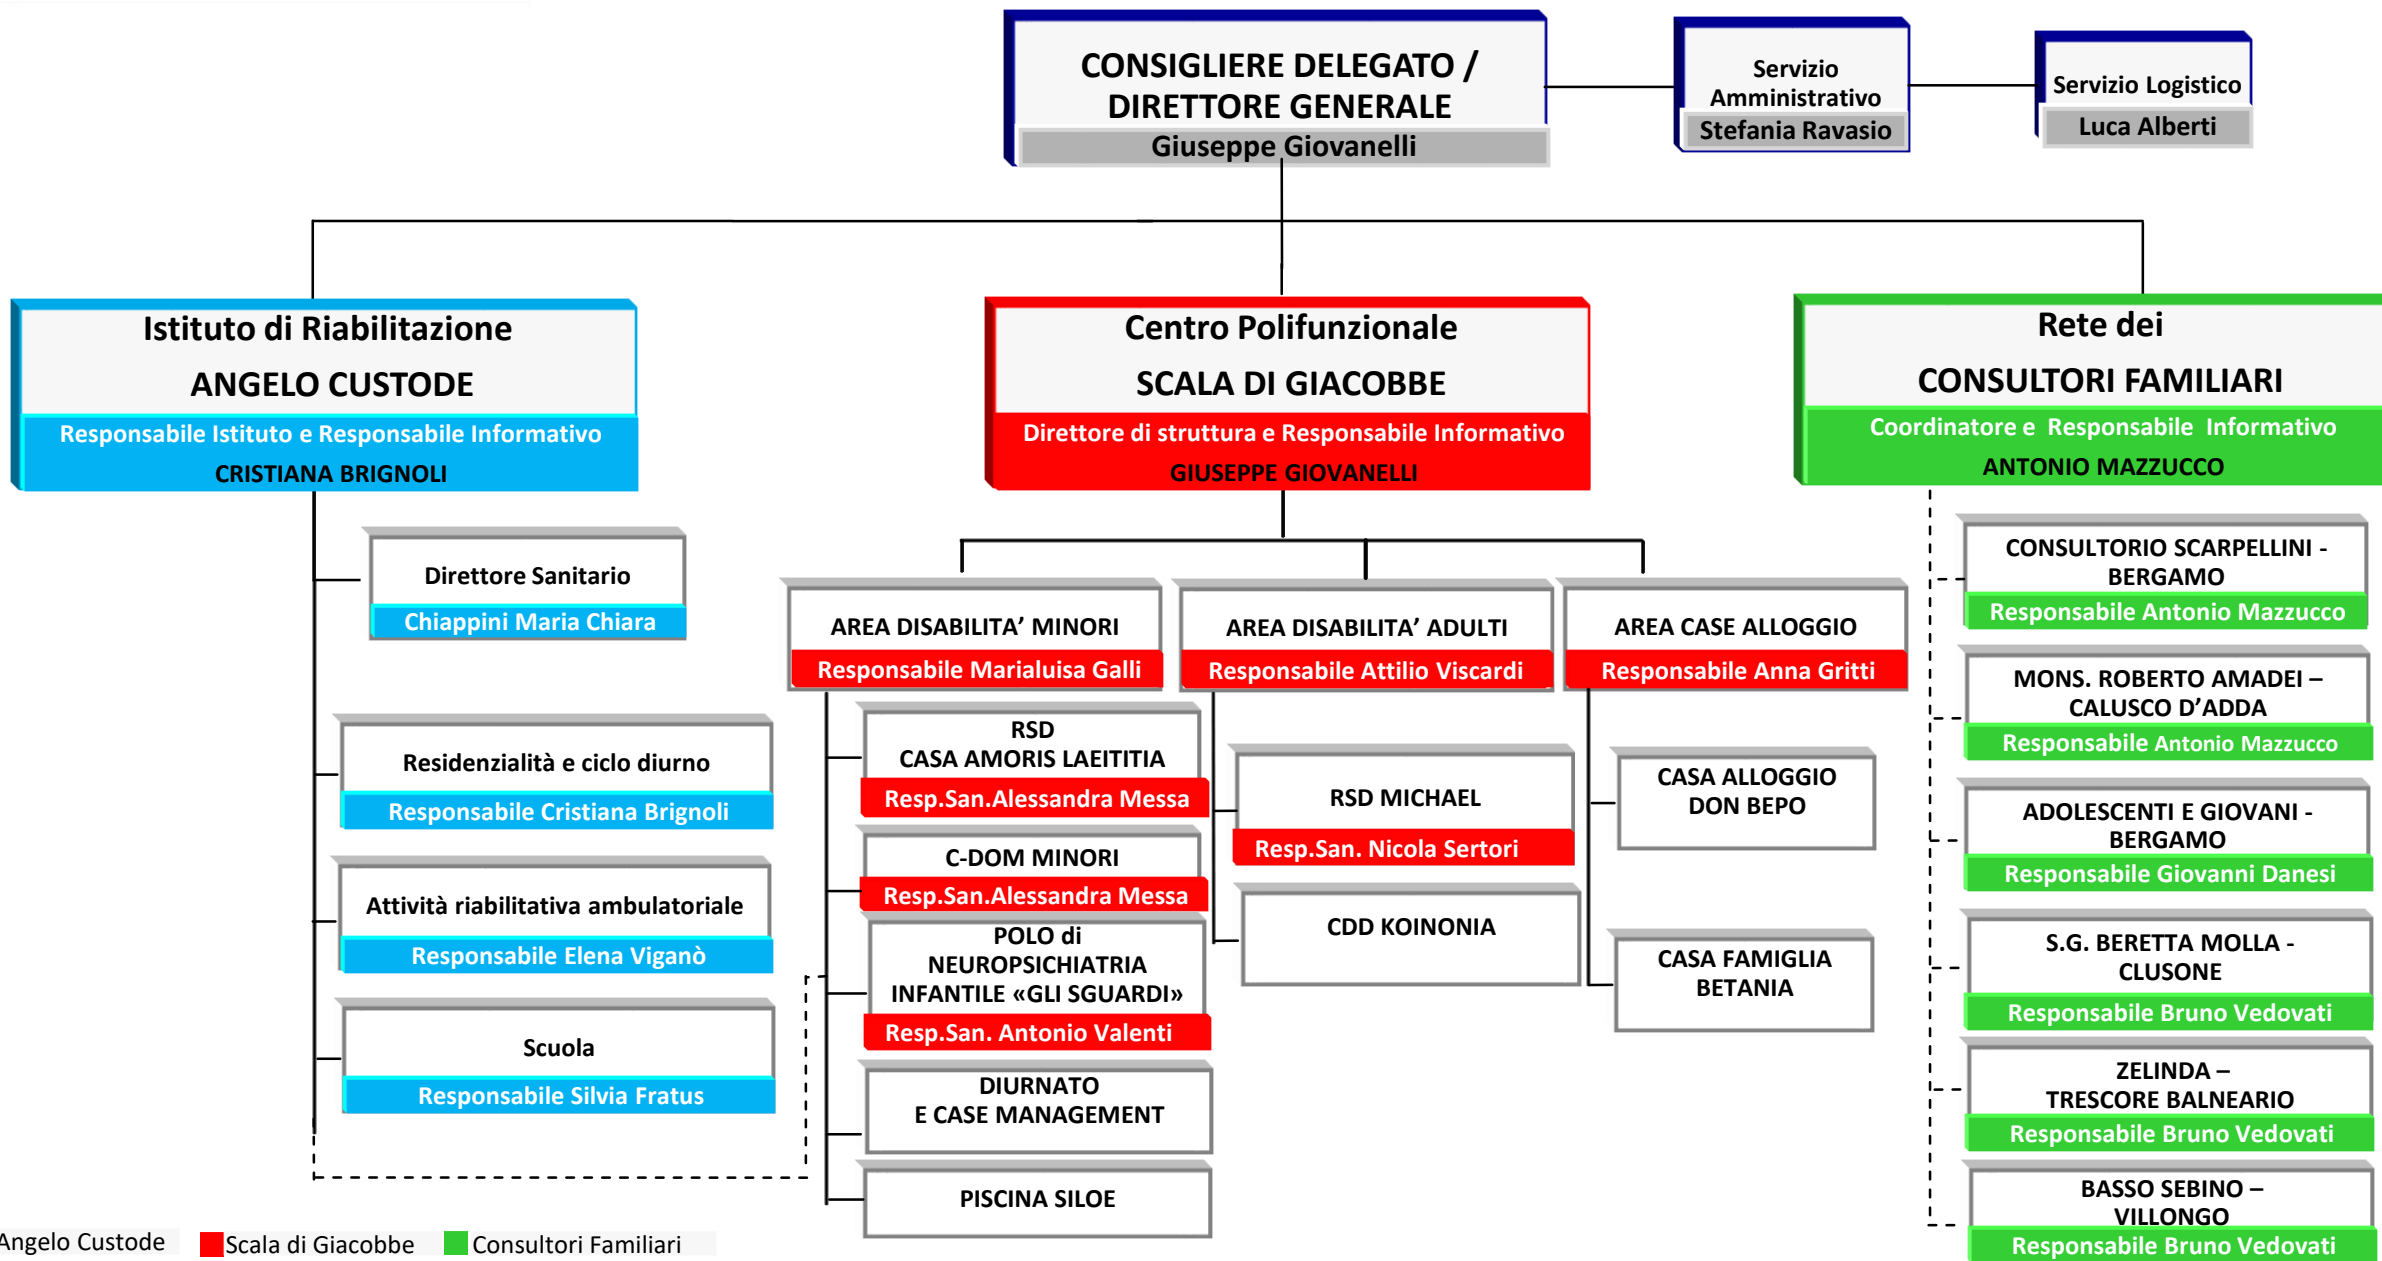 CONSIGLIERE DELEGATO /
DIRETTORE GENERALE
Giuseppe Giovanelli
Servizio
Amministrativo
Stefania Ravasio
Servizio Logistico
Luca Alberti
Istituto di Riabilitazione
ANGELO CUSTODE
Responsabile Istituto e Responsabile Informativo
CRISTIANA BRIGNOLI
Centro Polifunzionale
SCALA DI GIACOBBE
Direttore di struttura e Responsabile Informativo
GIUSEPPE GIOVANELLI
Rete dei
CONSULTORI FAMILIARI
Coordinatore e Responsabile Informativo
ANTONIO MAZZUCCO
Direttore Sanitario
Chiappini Maria Chiara
Residenzialità e ciclo diurno
Responsabile Cristiana Brignoli
Attività riabilitativa ambulatoriale
Responsabile Elena Viganò
Scuola
Responsabile Silvia Fratus
AREA DISABILITA’ MINORI
Responsabile Marialuisa Galli
RSD
CASA AMORIS LAEITITIA
Resp.San.Alessandra Messa
C-DOM MINORI
Resp.San.Alessandra Messa
POLO di
NEUROPSICHIATRIA
INFANTILE «GLI SGUARDI»
Resp.San. Antonio Valenti
DIURNATO
E CASE MANAGEMENT
PISCINA SILOE
AREA DISABILITA’ ADULTI
Responsabile Attilio Viscardi
RSD MICHAEL
Resp.San. Nicola Sertori
CDD KOINONIA
AREA CASE ALLOGGIO
Responsabile Anna Gritti
CASA ALLOGGIO
DON BEPO
CASA FAMIGLIA
BETANIA
CONSULTORIO SCARPELLINI -
BERGAMO
Responsabile Antonio Mazzucco
MONS. ROBERTO AMADEI –
CALUSCO D’ADDA
Responsabile Antonio Mazzucco
ADOLESCENTI E GIOVANI -
BERGAMO
Responsabile Giovanni Danesi
S.G. BERETTA MOLLA -
CLUSONE
Responsabile Bruno Vedovati
ZELINDA –
TRESCORE BALNEARIO
Responsabile Bruno Vedovati
BASSO SEBINO –
VILLONGO
Responsabile Bruno Vedovati
Angelo Custode
Scala di Giacobbe
Consultori Familiari